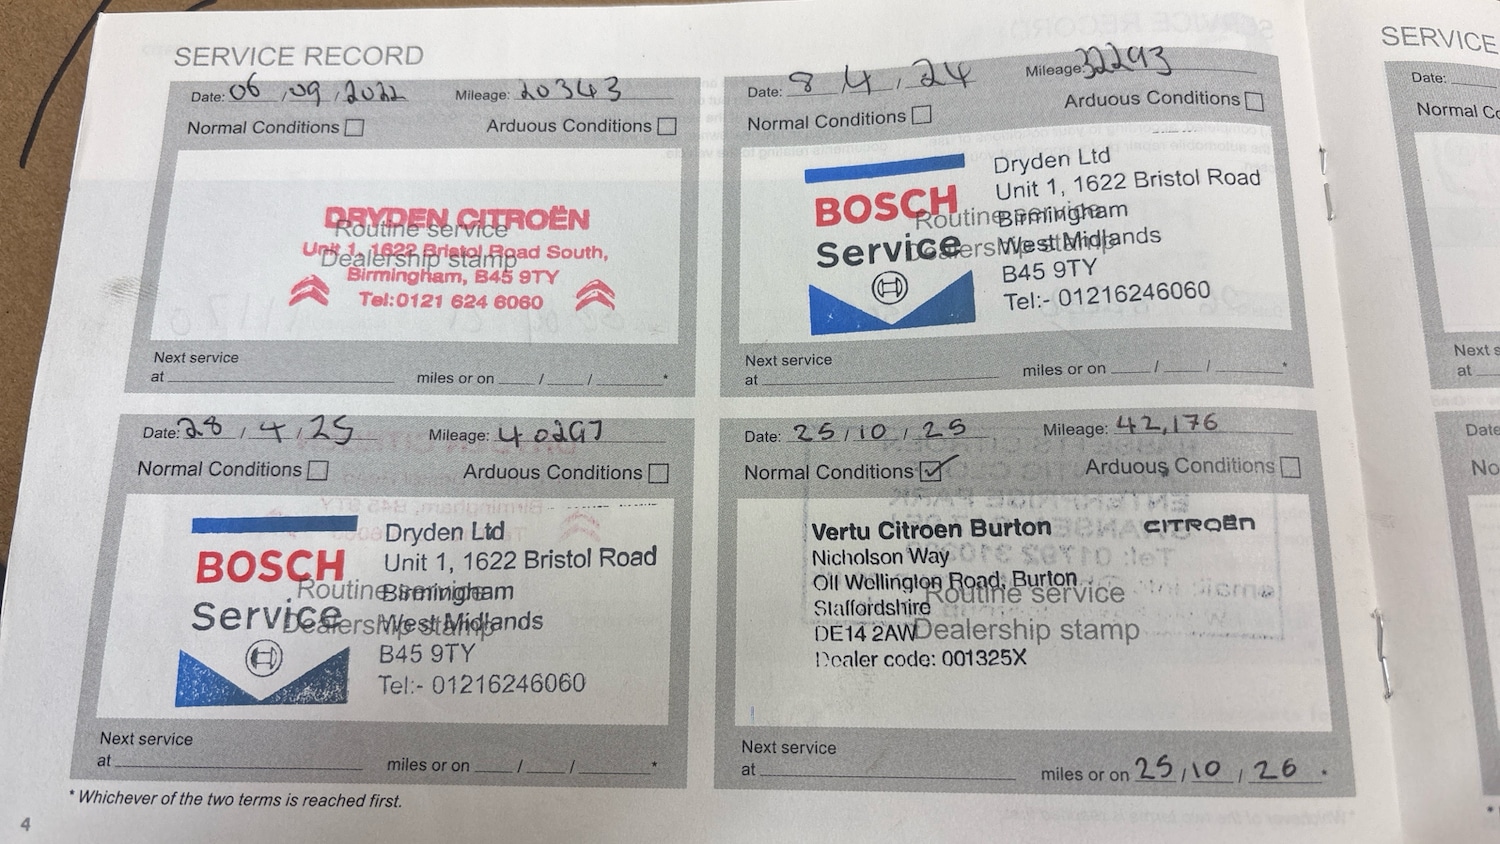 SERVICE RECORD
Date: 06 / 09 / 2022 Mileage: 20343
Normal Conditions Arduous Conditions
DRYDEN CITROËN
Routine service
Unit 1, 1622 Bristol Road South,
Dealership stamp
Birmingham, B45 9TY
Tel:0121 624 6060
Next service
at miles or on / / *
Date: 8 / 4 / 24 Mileage: 32293
Normal Conditions Arduous Conditions
BOSCH
Service
Dryden Ltd
Unit 1, 1622 Bristol Road
Birmingham
West Midlands
B45 9TY
Tel:- 01216246060
Routine service
Dealership stamp
Next service
at miles or on / / *
Date: 28 / 4 / 25 Mileage: 40297
Normal Conditions Arduous Conditions
BOSCH
Service
Dryden Ltd
Unit 1, 1622 Bristol Road
Birmingham
West Midlands
B45 9TY
Tel:- 01216246060
Routine service
Dealership stamp
Next service
at miles or on / / *
Date: 25 / 10 / 25 Mileage: 42,176
Normal Conditions ✓ Arduous Conditions
Vertu Citroen Burton CITROËN
Nicholson Way
Oll Wellington Road, Burton
Staffordshire
DE14 2AW
Dealer code: 001325X
Routine service
Dealership stamp
Next service
at miles or on 25 / 10 / 26 *
* Whichever of the two terms is reached first.
4
SERVICE
Date:
Normal
Next
at
Date